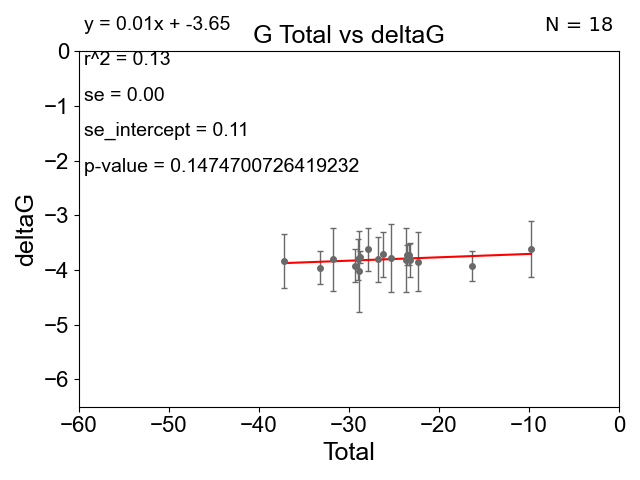 y = 0.01x + -3.65
N = 18
G Total vs deltaG
r^2 = 0.13
se = 0.00
se_intercept = 0.11
p-value = 0.1474700726419232
0
−1
−2
−3
−4
−5
−6
deltaG
−60 −50 −40 −30 −20 −10 0
Total